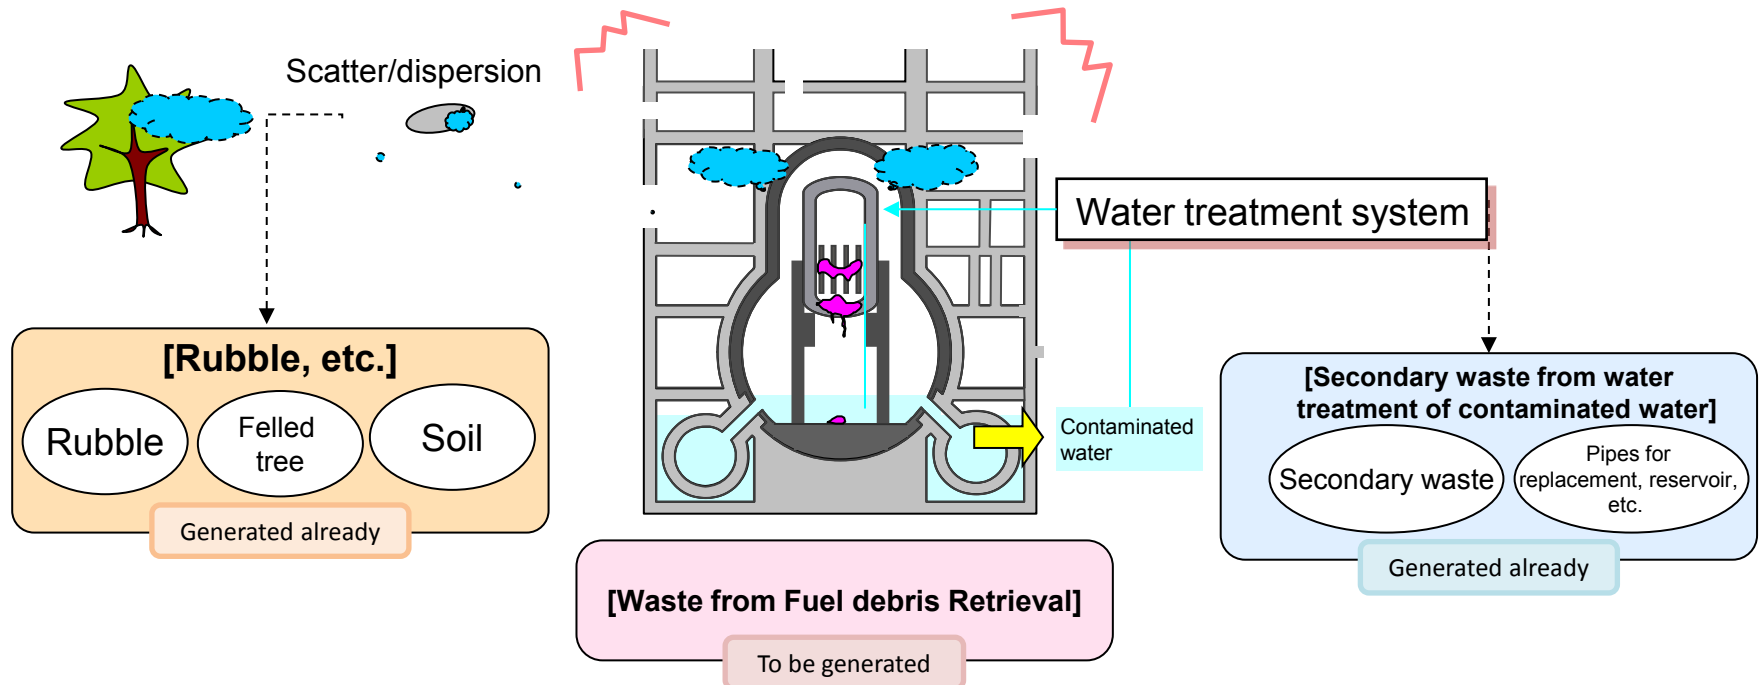 Scatter/dispersion
Water treatment system
[Rubble, etc.]
Rubble
Felled
tree
Soil
Generated already
Contaminated
water
[Secondary waste from water
treatment of contaminated water]
Secondary waste
Pipes for
replacement, reservoir,
etc.
Generated already
[Waste from Fuel debris Retrieval]
To be generated